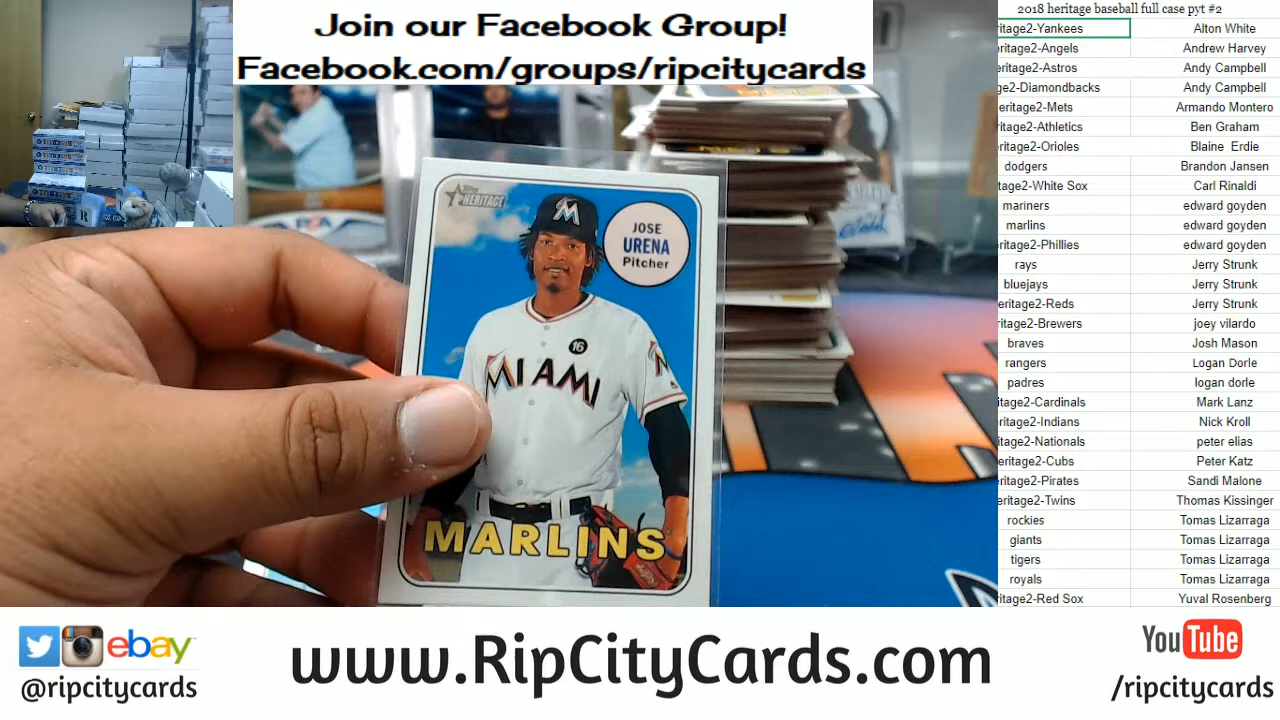 Join our Facebook Group!
Facebook.com/groups/ripcitycards
2018 heritage baseball full case pyt #2
ritage2-Yankees Alton White
eritage2-Angels Andrew Harvey
eritage2-Astros Andy Campbell
ge2-Diamondbacks Andy Campbell
eritage2-Mets Armando Montero
eritage2-Athletics Ben Graham
eritage2-Orioles Blaine Erdie
dodgers Brandon Jansen
tage2-White Sox Carl Rinaldi
mariners edward goyden
marlins edward goyden
eritage2-Phillies edward goyden
rays Jerry Strunk
bluejays Jerry Strunk
eritage2-Reds Jerry Strunk
eritage2-Brewers joey vilardo
braves Josh Mason
rangers Logan Dorle
padres logan dorle
itage2-Cardinals Mark Lanz
ritage2-Indians Nick Kroll
itage2-Nationals peter elias
eritage2-Cubs Peter Katz
eritage2-Pirates Sandi Malone
eritage2-Twins Thomas Kissinger
rockies Tomas Lizarraga
giants Tomas Lizarraga
tigers Tomas Lizarraga
royals Tomas Lizarraga
ritage2-Red Sox Yuval Rosenberg
Topps
HERITAGE
JOSE
URENA
Pitcher
16
MIAMI
MARLINS
METS
ebay
@ripcitycards
www.RipCityCards.com
YouTube
/ripcitycards